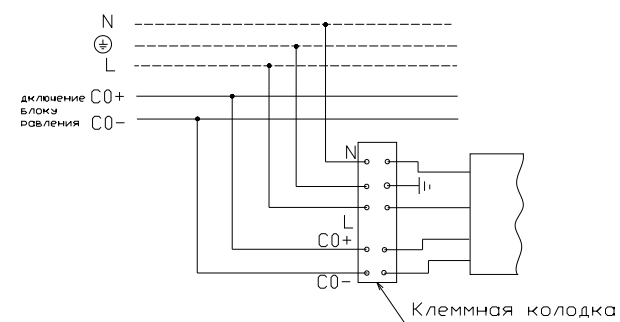 N
L
дключение CO+
блоку
равления CO-
N
L
CO+
CO-
Клеммная колодка